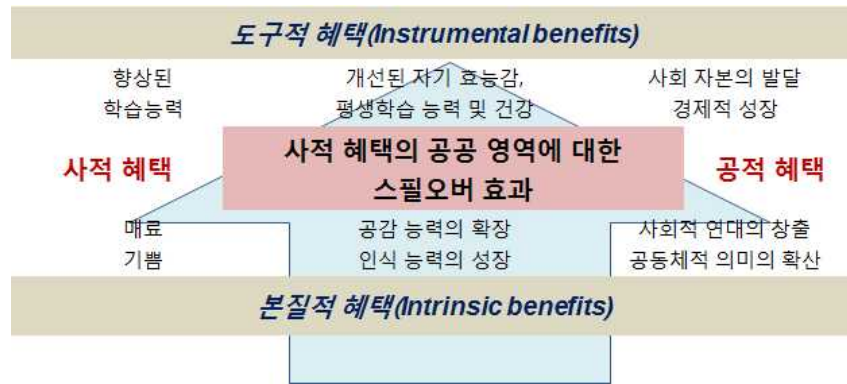 도구적 혜택(Instrumental benefits)
향상된
학습능력
개선된 자기 효능감,
평생학습 능력 및 건강
사회 자본의 발달
경제적 성장
사적 혜택
사적 혜택의 공공 영역에 대한
스필오버 효과
공적 혜택
매료
기쁨
공감 능력의 확장
인식 능력의 성장
사회적 연대의 창출
공동체적 의미의 확산
본질적 혜택(Intrinsic benefits)